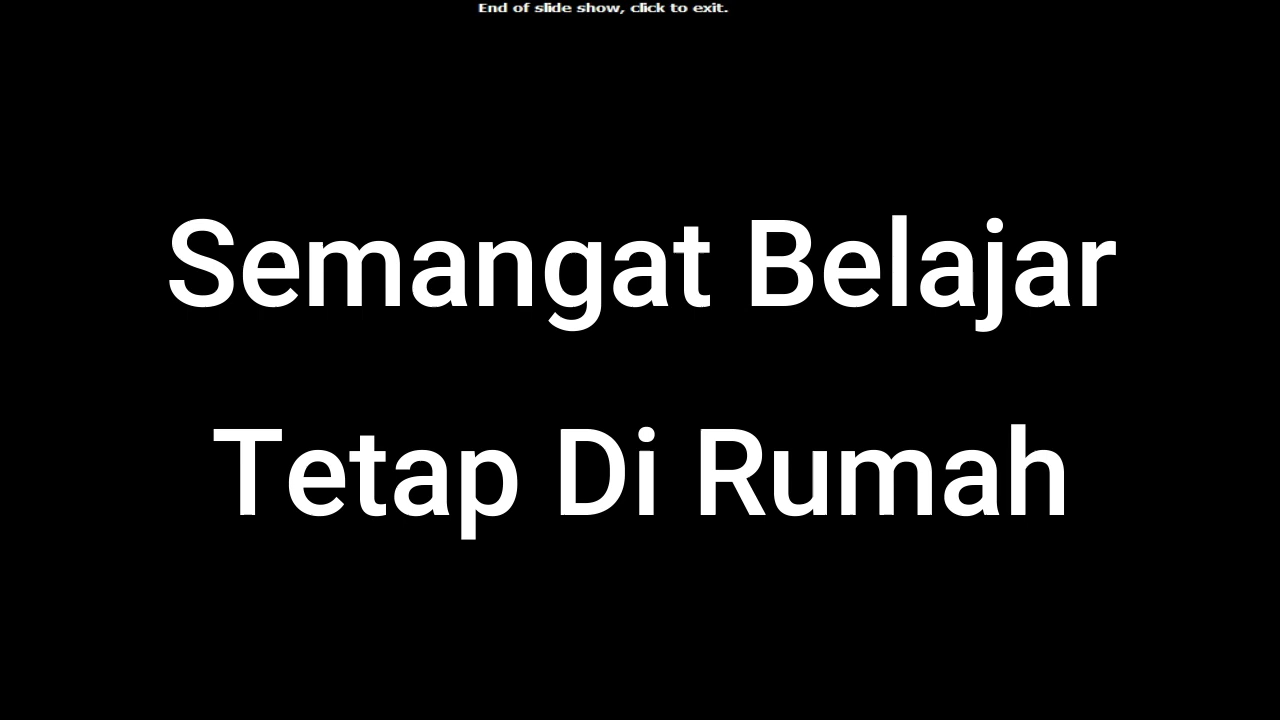 End of slide show, click to exit.
Semangat Belajar
Tetap Di Rumah